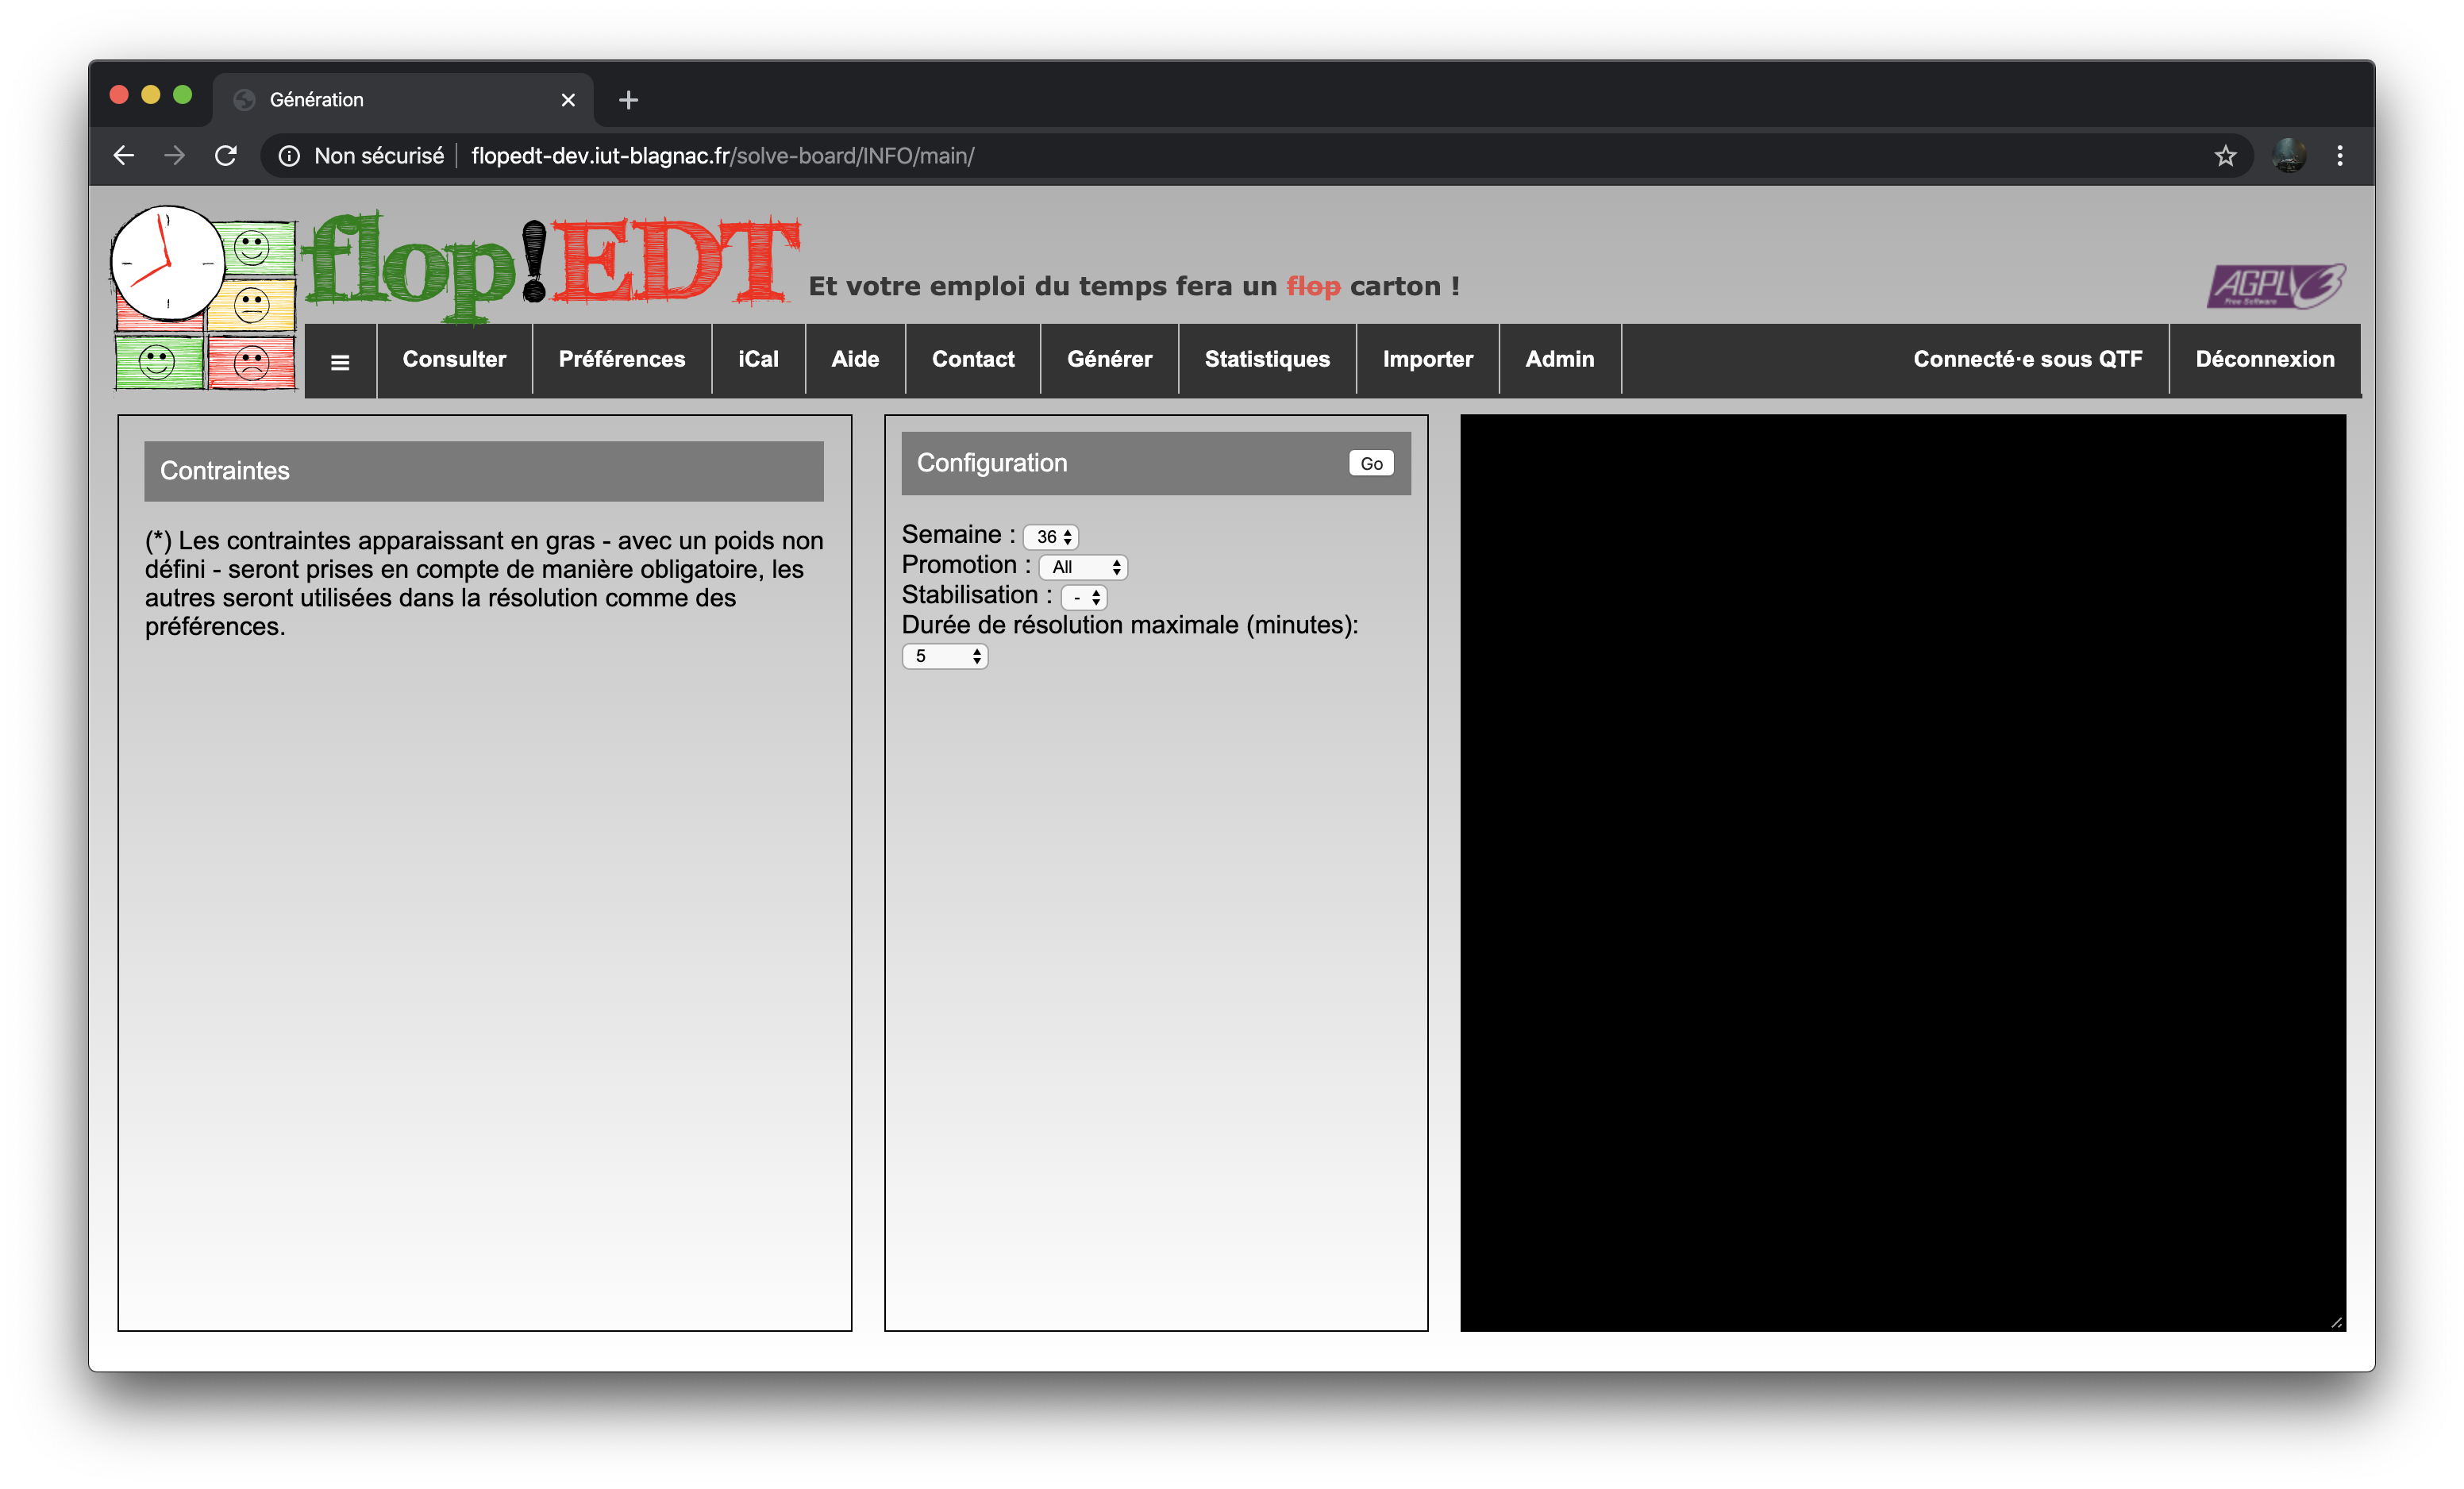 Génération
Non sécurisé flopedt-dev.iut-blagnac.fr/solve-board/INFO/main/
flop!EDT
Et votre emploi du temps fera un flop carton !
AGPLv3
Free Software
Consulter Préférences iCal Aide Contact Générer Statistiques Importer Admin Connecté·e sous QTF Déconnexion
Contraintes
(*) Les contraintes apparaissant en gras - avec un poids non
défini - seront prises en compte de manière obligatoire, les
autres seront utilisées dans la résolution comme des
préférences.
Configuration Go
Semaine : 36
Promotion : All
Stabilisation : -
Durée de résolution maximale (minutes):
5